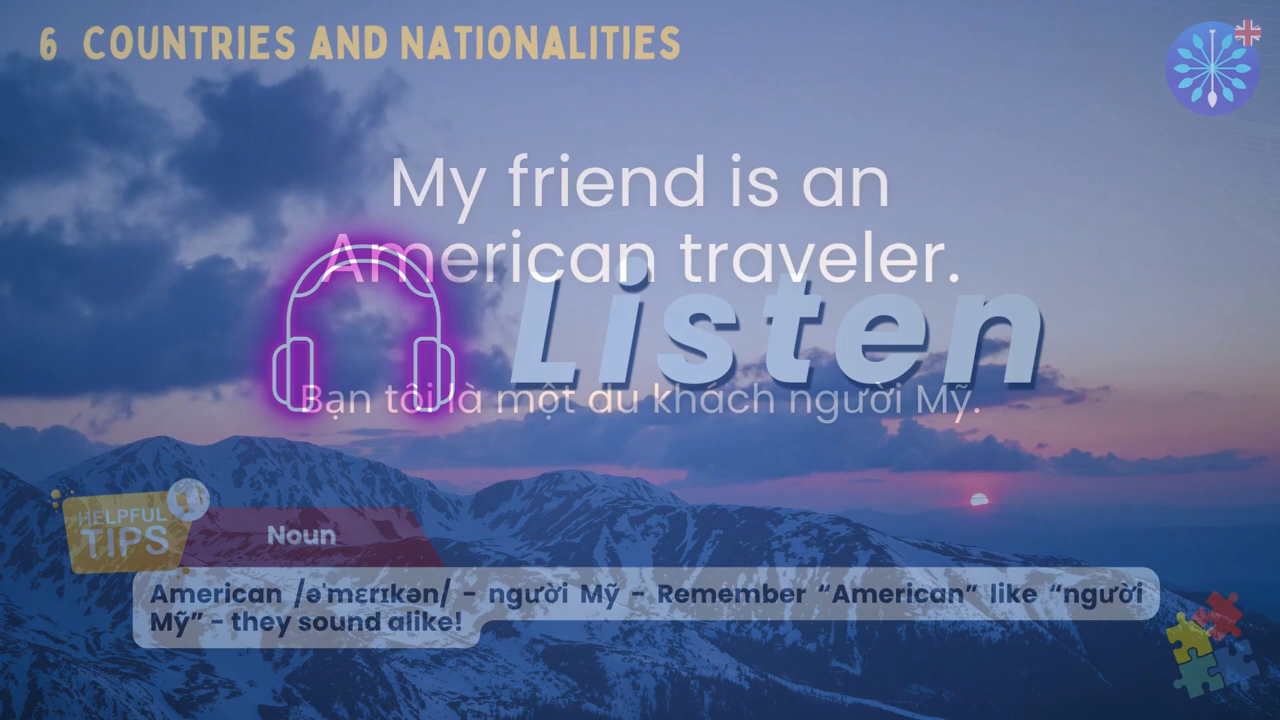 6 COUNTRIES AND NATIONALITIES
My friend is an
American traveler.
Listen
Bạn tôi là một du khách người Mỹ.
HELPFUL
TIPS
Noun
American /əˈmɛrɪkən/ - người Mỹ - Remember “American” like “người
Mỹ” - they sound alike!